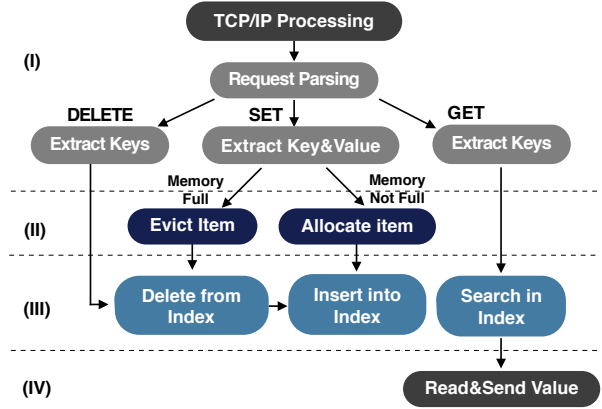 TCP/IP Processing
(I)
Request Parsing
DELETE
SET
GET
Extract Keys
Extract Key&Value
Extract Keys
Memory
Full
Memory
Not Full
(II)
Evict Item
Allocate item
(III)
Delete from
Index
Insert into
Index
Search in
Index
(IV)
Read&Send Value